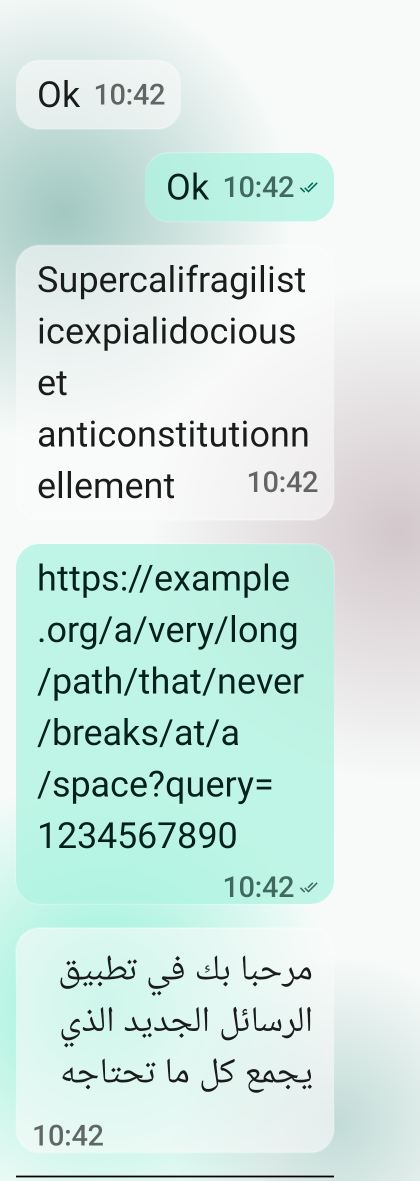 Ok 10:42
Ok 10:42
Supercalifragilist
icexpialidocious
et
anticonstitutionn
ellement 10:42
https://example
.org/a/very/long
/path/that/never
/breaks/at/a
/space?query=
1234567890
10:42
مرحبا بك في تطبيق
الرسائل الجديد الذي
يجمع كل ما تحتاجه
10:42